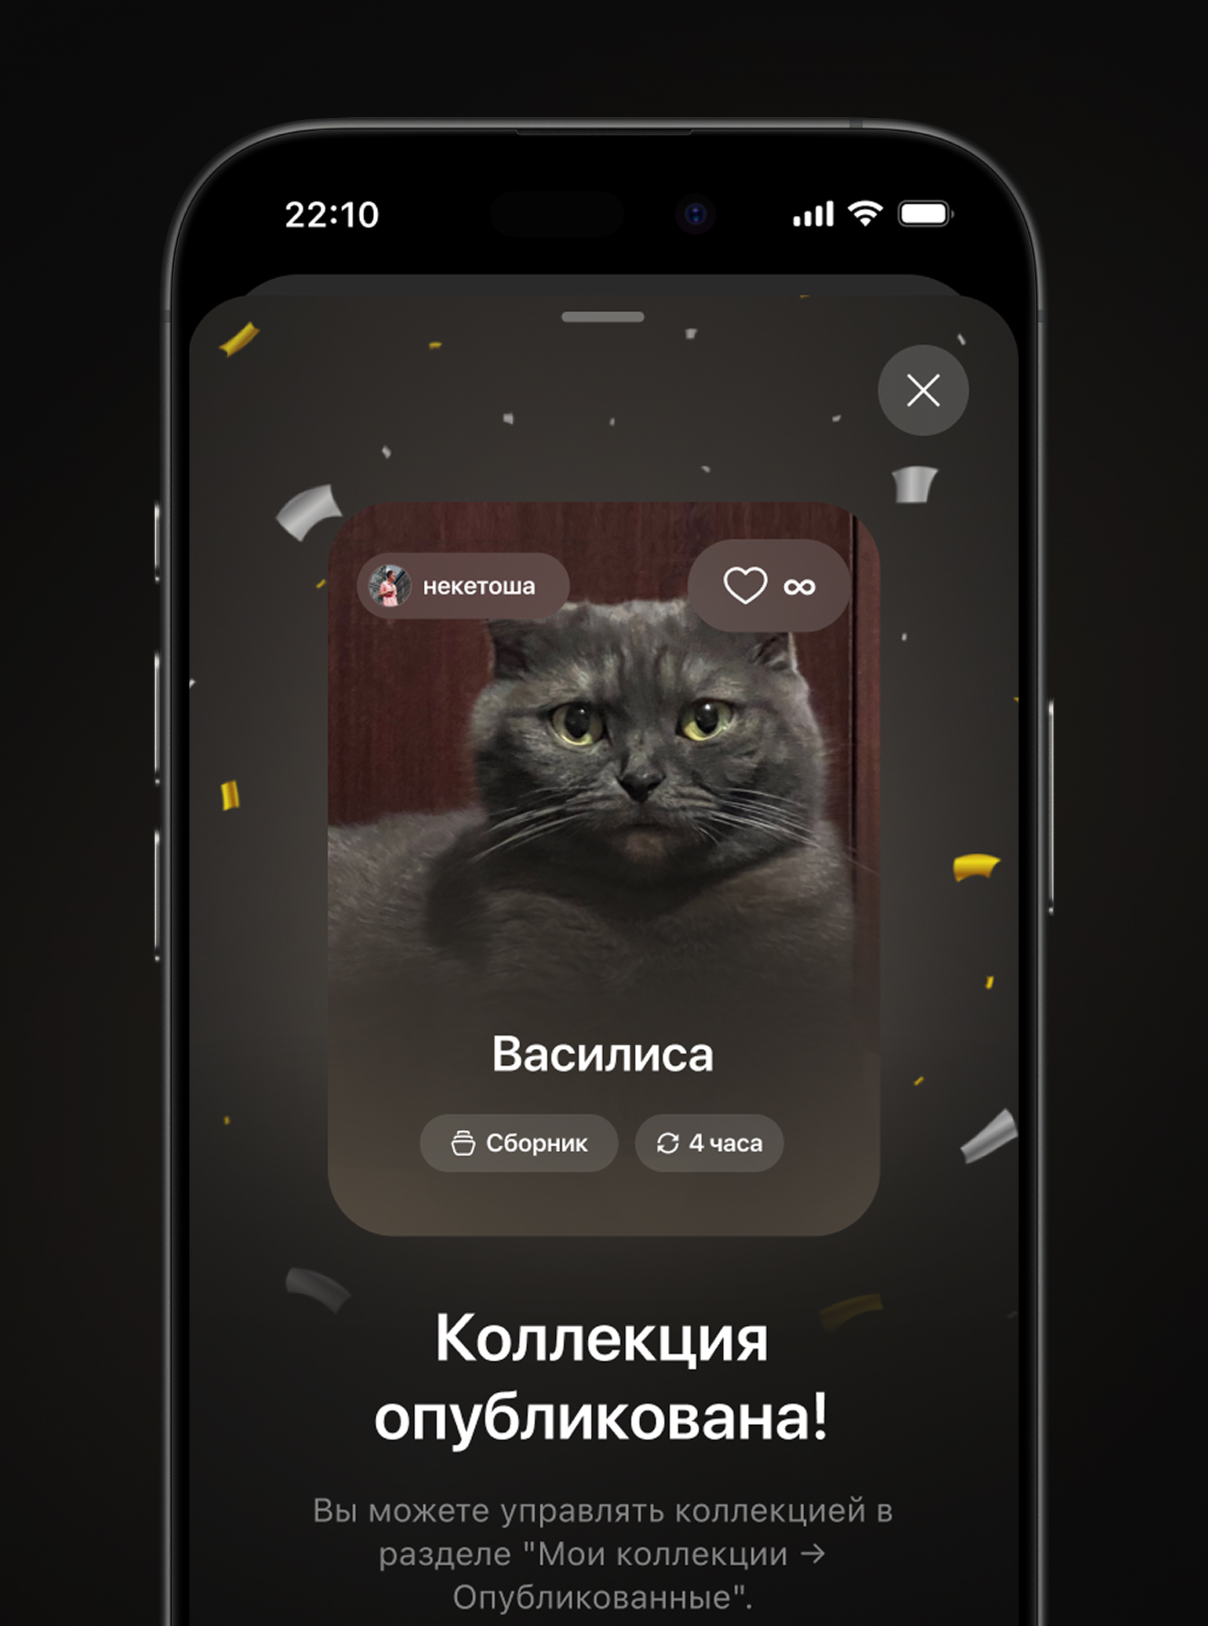 22:10
некетоша
∞
Василиса
Сборник
4 часа
Коллекция
опубликована!
Вы можете управлять коллекцией в
разделе "Мои коллекции →
Опубликованные".